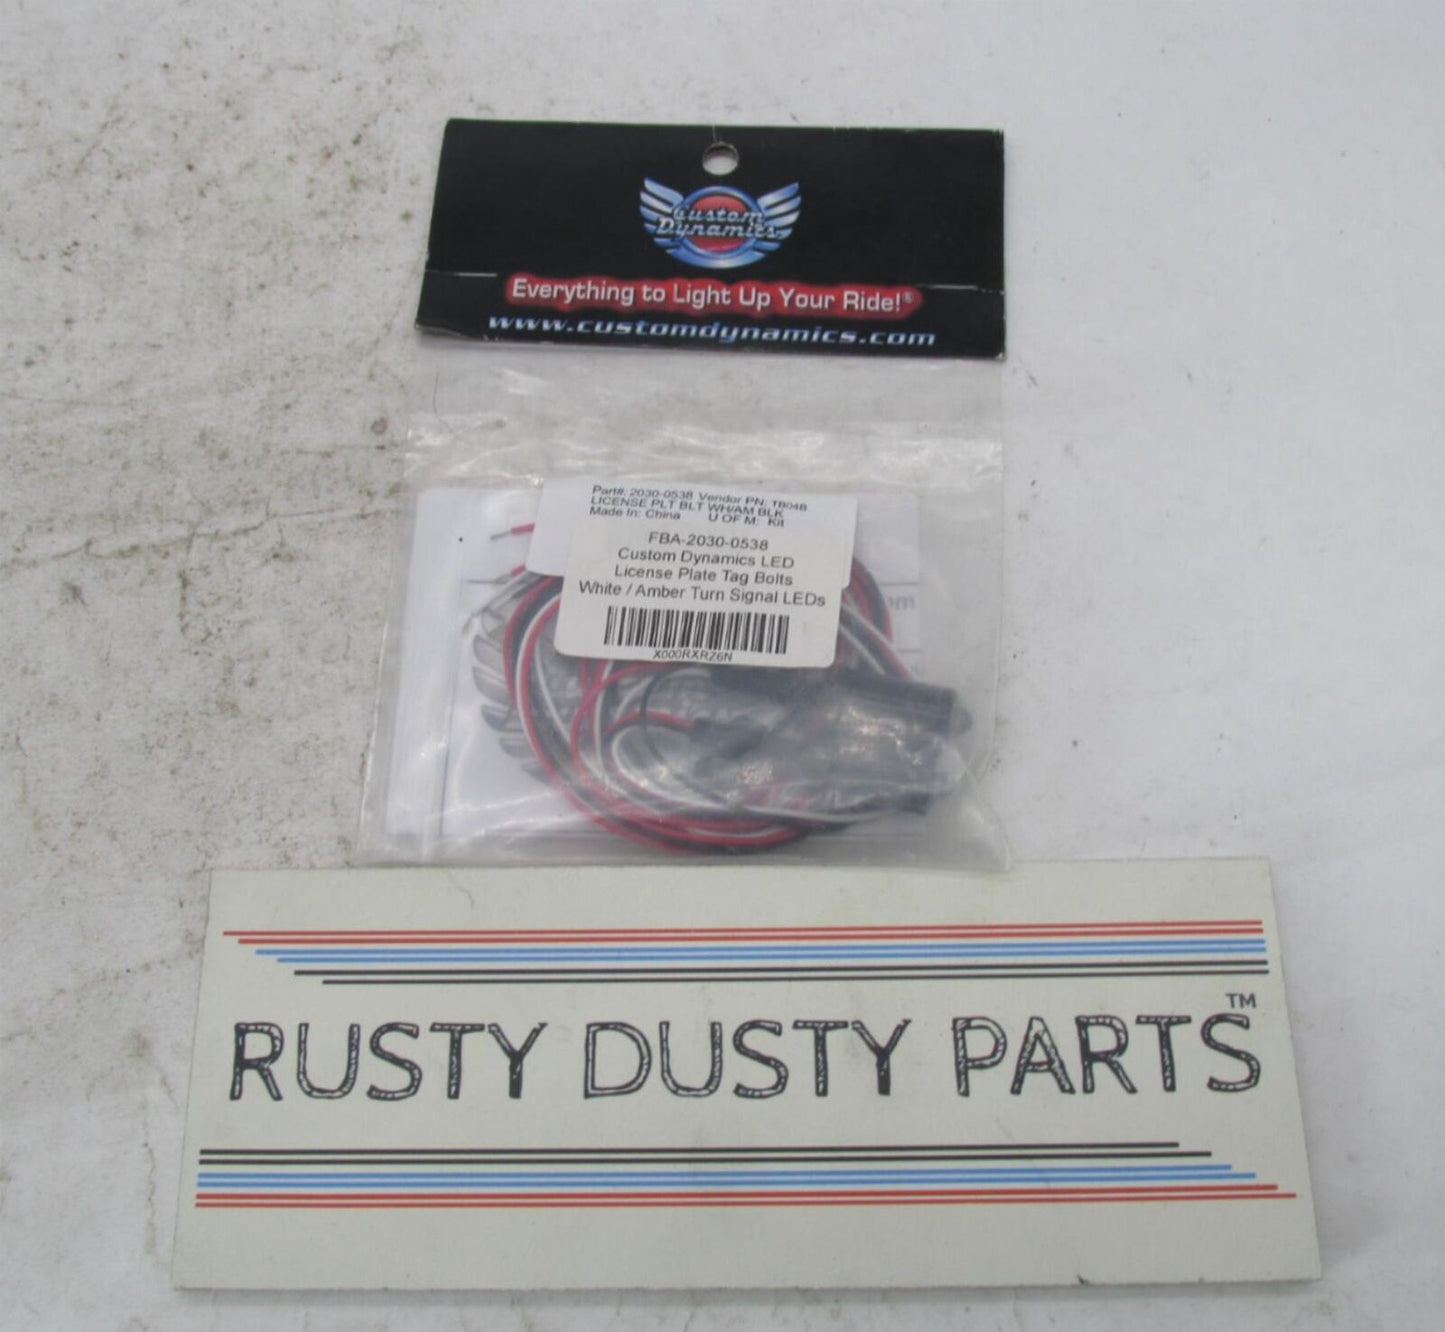 Custom
Dynamics
Everything to Light Up Your Ride!®
www.customdynamics.com
Part#: 2030-0538 Vendor PN: TB04B
LICENSE PLT BLT WH/AM BLK
Made In: China U OF M: Kit
FBA-2030-0538
Custom Dynamics LED
License Plate Tag Bolts
White / Amber Turn Signal LEDs
X000RXRZ6N
RUSTY DUSTY PARTS™